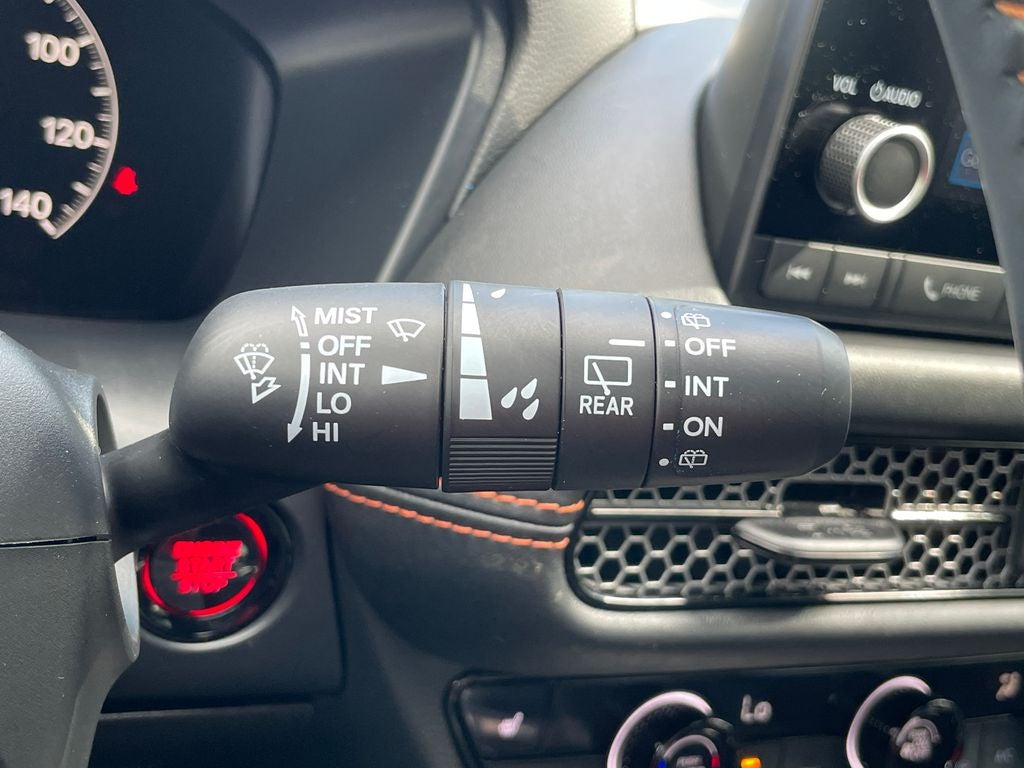 100
120
140
VOL AUDIO
PHONE
MIST
OFF
INT
LO
HI
REAR
OFF
INT
ON
Lo